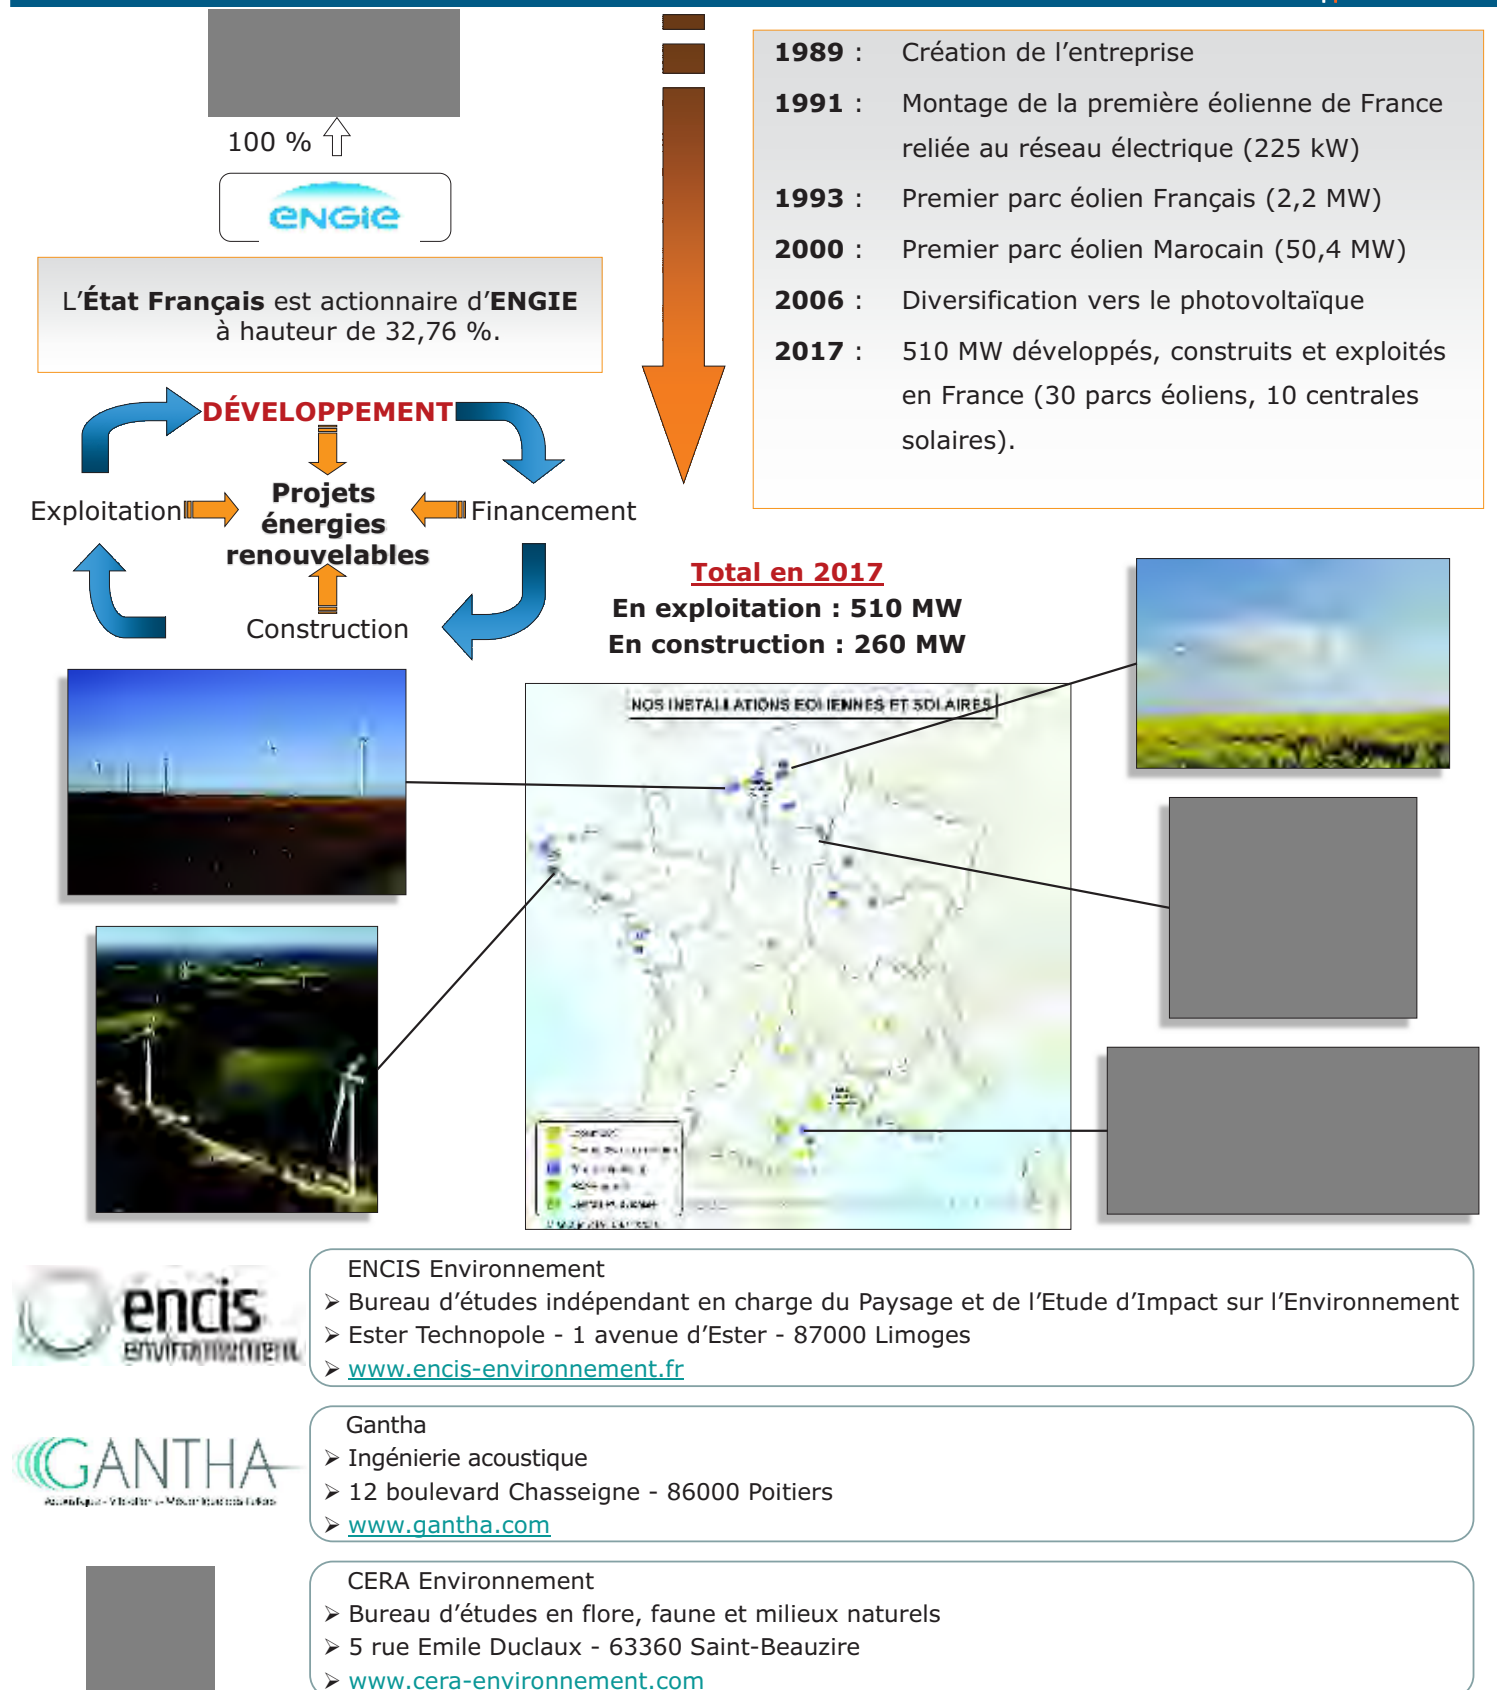 100 %
ENGIE
L'État Français est actionnaire d'ENGIE
à hauteur de 32,76 %.
1989 : Création de l'entreprise
1991 : Montage de la première éolienne de France
reliée au réseau électrique (225 kW)
1993 : Premier parc éolien Français (2,2 MW)
2000 : Premier parc éolien Marocain (50,4 MW)
2006 : Diversification vers le photovoltaïque
2017 : 510 MW développés, construits et exploités
en France (30 parcs éoliens, 10 centrales
solaires).
DÉVELOPPEMENT
Exploitation
Projets
énergies
renouvelables
Financement
Construction
Total en 2017
En exploitation : 510 MW
En construction : 260 MW
NOS INSTALLATIONS EOLIENNES ET SOLAIRES
encis
environnement
ENCIS Environnement
➢ Bureau d'études indépendant en charge du Paysage et de l'Etude d'Impact sur l'Environnement
➢ Ester Technopole - 1 avenue d'Ester - 87000 Limoges
➢ www.encis-environnement.fr
GANTHA
Gantha
➢ Ingénierie acoustique
➢ 12 boulevard Chasseigne - 86000 Poitiers
➢ www.gantha.com
CERA Environnement
➢ Bureau d'études en flore, faune et milieux naturels
➢ 5 rue Emile Duclaux - 63360 Saint-Beauzire
➢ www.cera-environnement.com